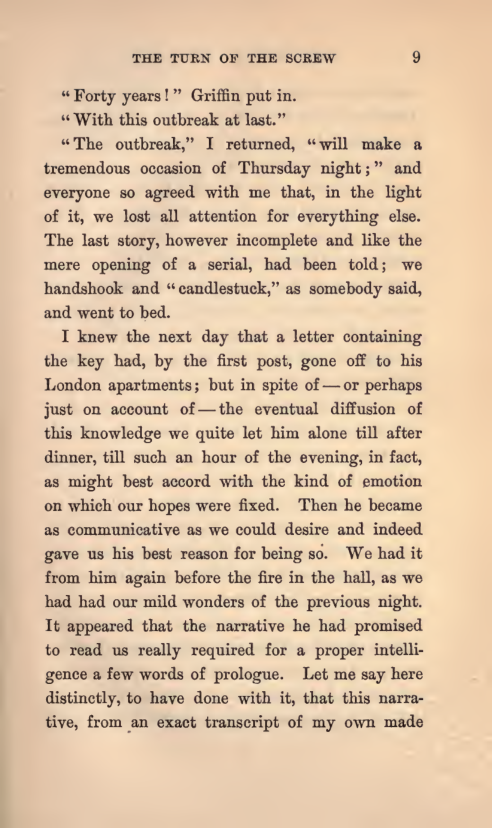 THE TURN OF THE SCREW 9
“Forty years!” Griffin put in.
“With this outbreak at last.”
“The outbreak,” I returned, “will make a
tremendous occasion of Thursday night;” and
everyone so agreed with me that, in the light
of it, we lost all attention for everything else.
The last story, however incomplete and like the
mere opening of a serial, had been told; we
handshook and “candlestuck,” as somebody said,
and went to bed.
I knew the next day that a letter containing
the key had, by the first post, gone off to his
London apartments; but in spite of—or perhaps
just on account of—the eventual diffusion of
this knowledge we quite let him alone till after
dinner, till such an hour of the evening, in fact,
as might best accord with the kind of emotion
on which our hopes were fixed. Then he became
as communicative as we could desire and indeed
gave us his best reason for being so. We had it
from him again before the fire in the hall, as we
had had our mild wonders of the previous night.
It appeared that the narrative he had promised
to read us really required for a proper intelli-
gence a few words of prologue. Let me say here
distinctly, to have done with it, that this narra-
tive, from an exact transcript of my own made